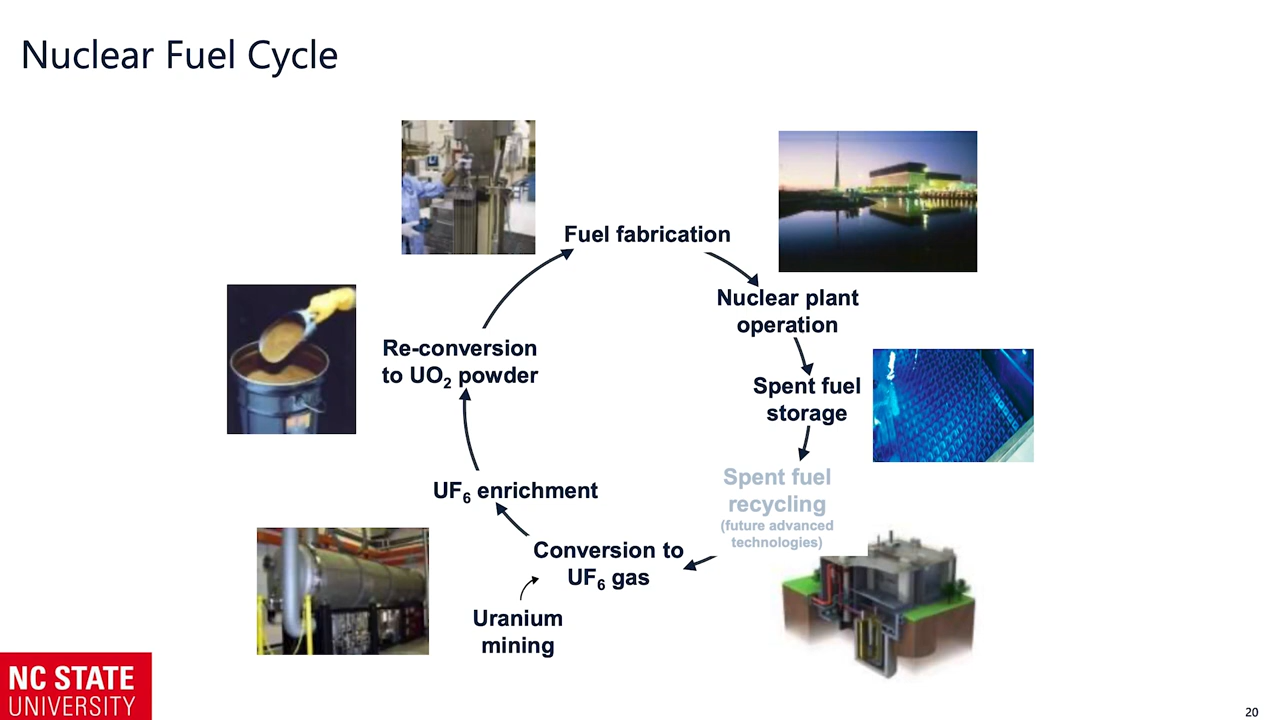 Nuclear Fuel Cycle
Fuel fabrication
Nuclear plant
operation
Spent fuel
storage
Spent fuel
recycling
(future advanced
technologies)
Conversion to
UF6 gas
Uranium
mining
UF6 enrichment
Re-conversion
to UO2 powder
NC STATE
UNIVERSITY
20